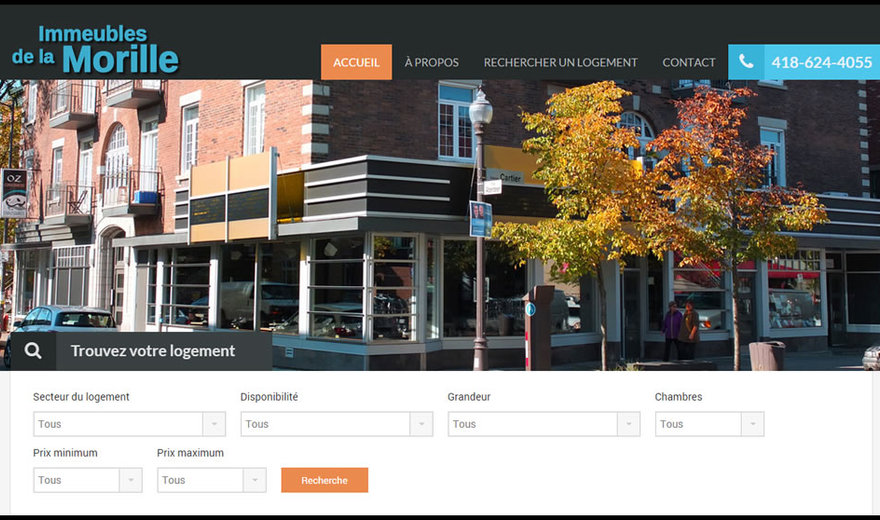 Immeubles
de la Morille
ACCUEIL À PROPOS RECHERCHER UN LOGEMENT CONTACT 418-624-4055
OZ
Cartier
Trouvez votre logement
Secteur du logement Disponibilité Grandeur Chambres
Tous Tous Tous Tous
Prix minimum Prix maximum
Tous Tous Recherche